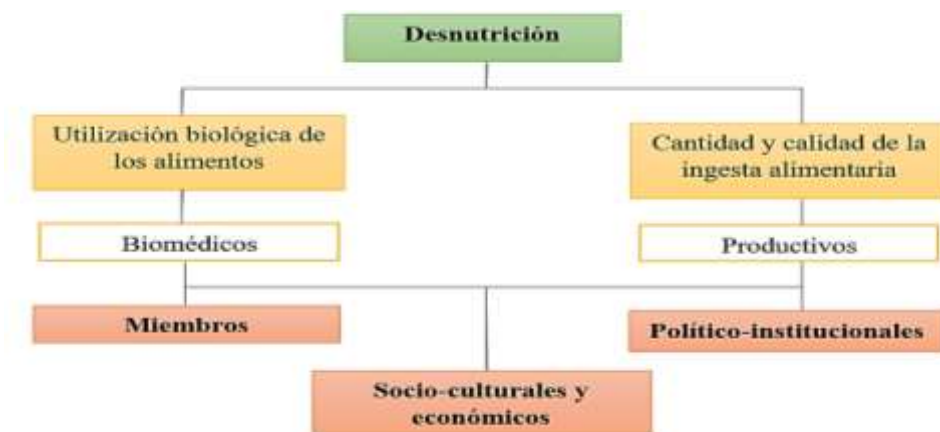 Desnutrición
Utilización biológica de
los alimentos
Cantidad y calidad de la
ingesta alimentaria
Biomédicos
Productivos
Miembros
Político-institucionales
Socio-culturales y
económicos